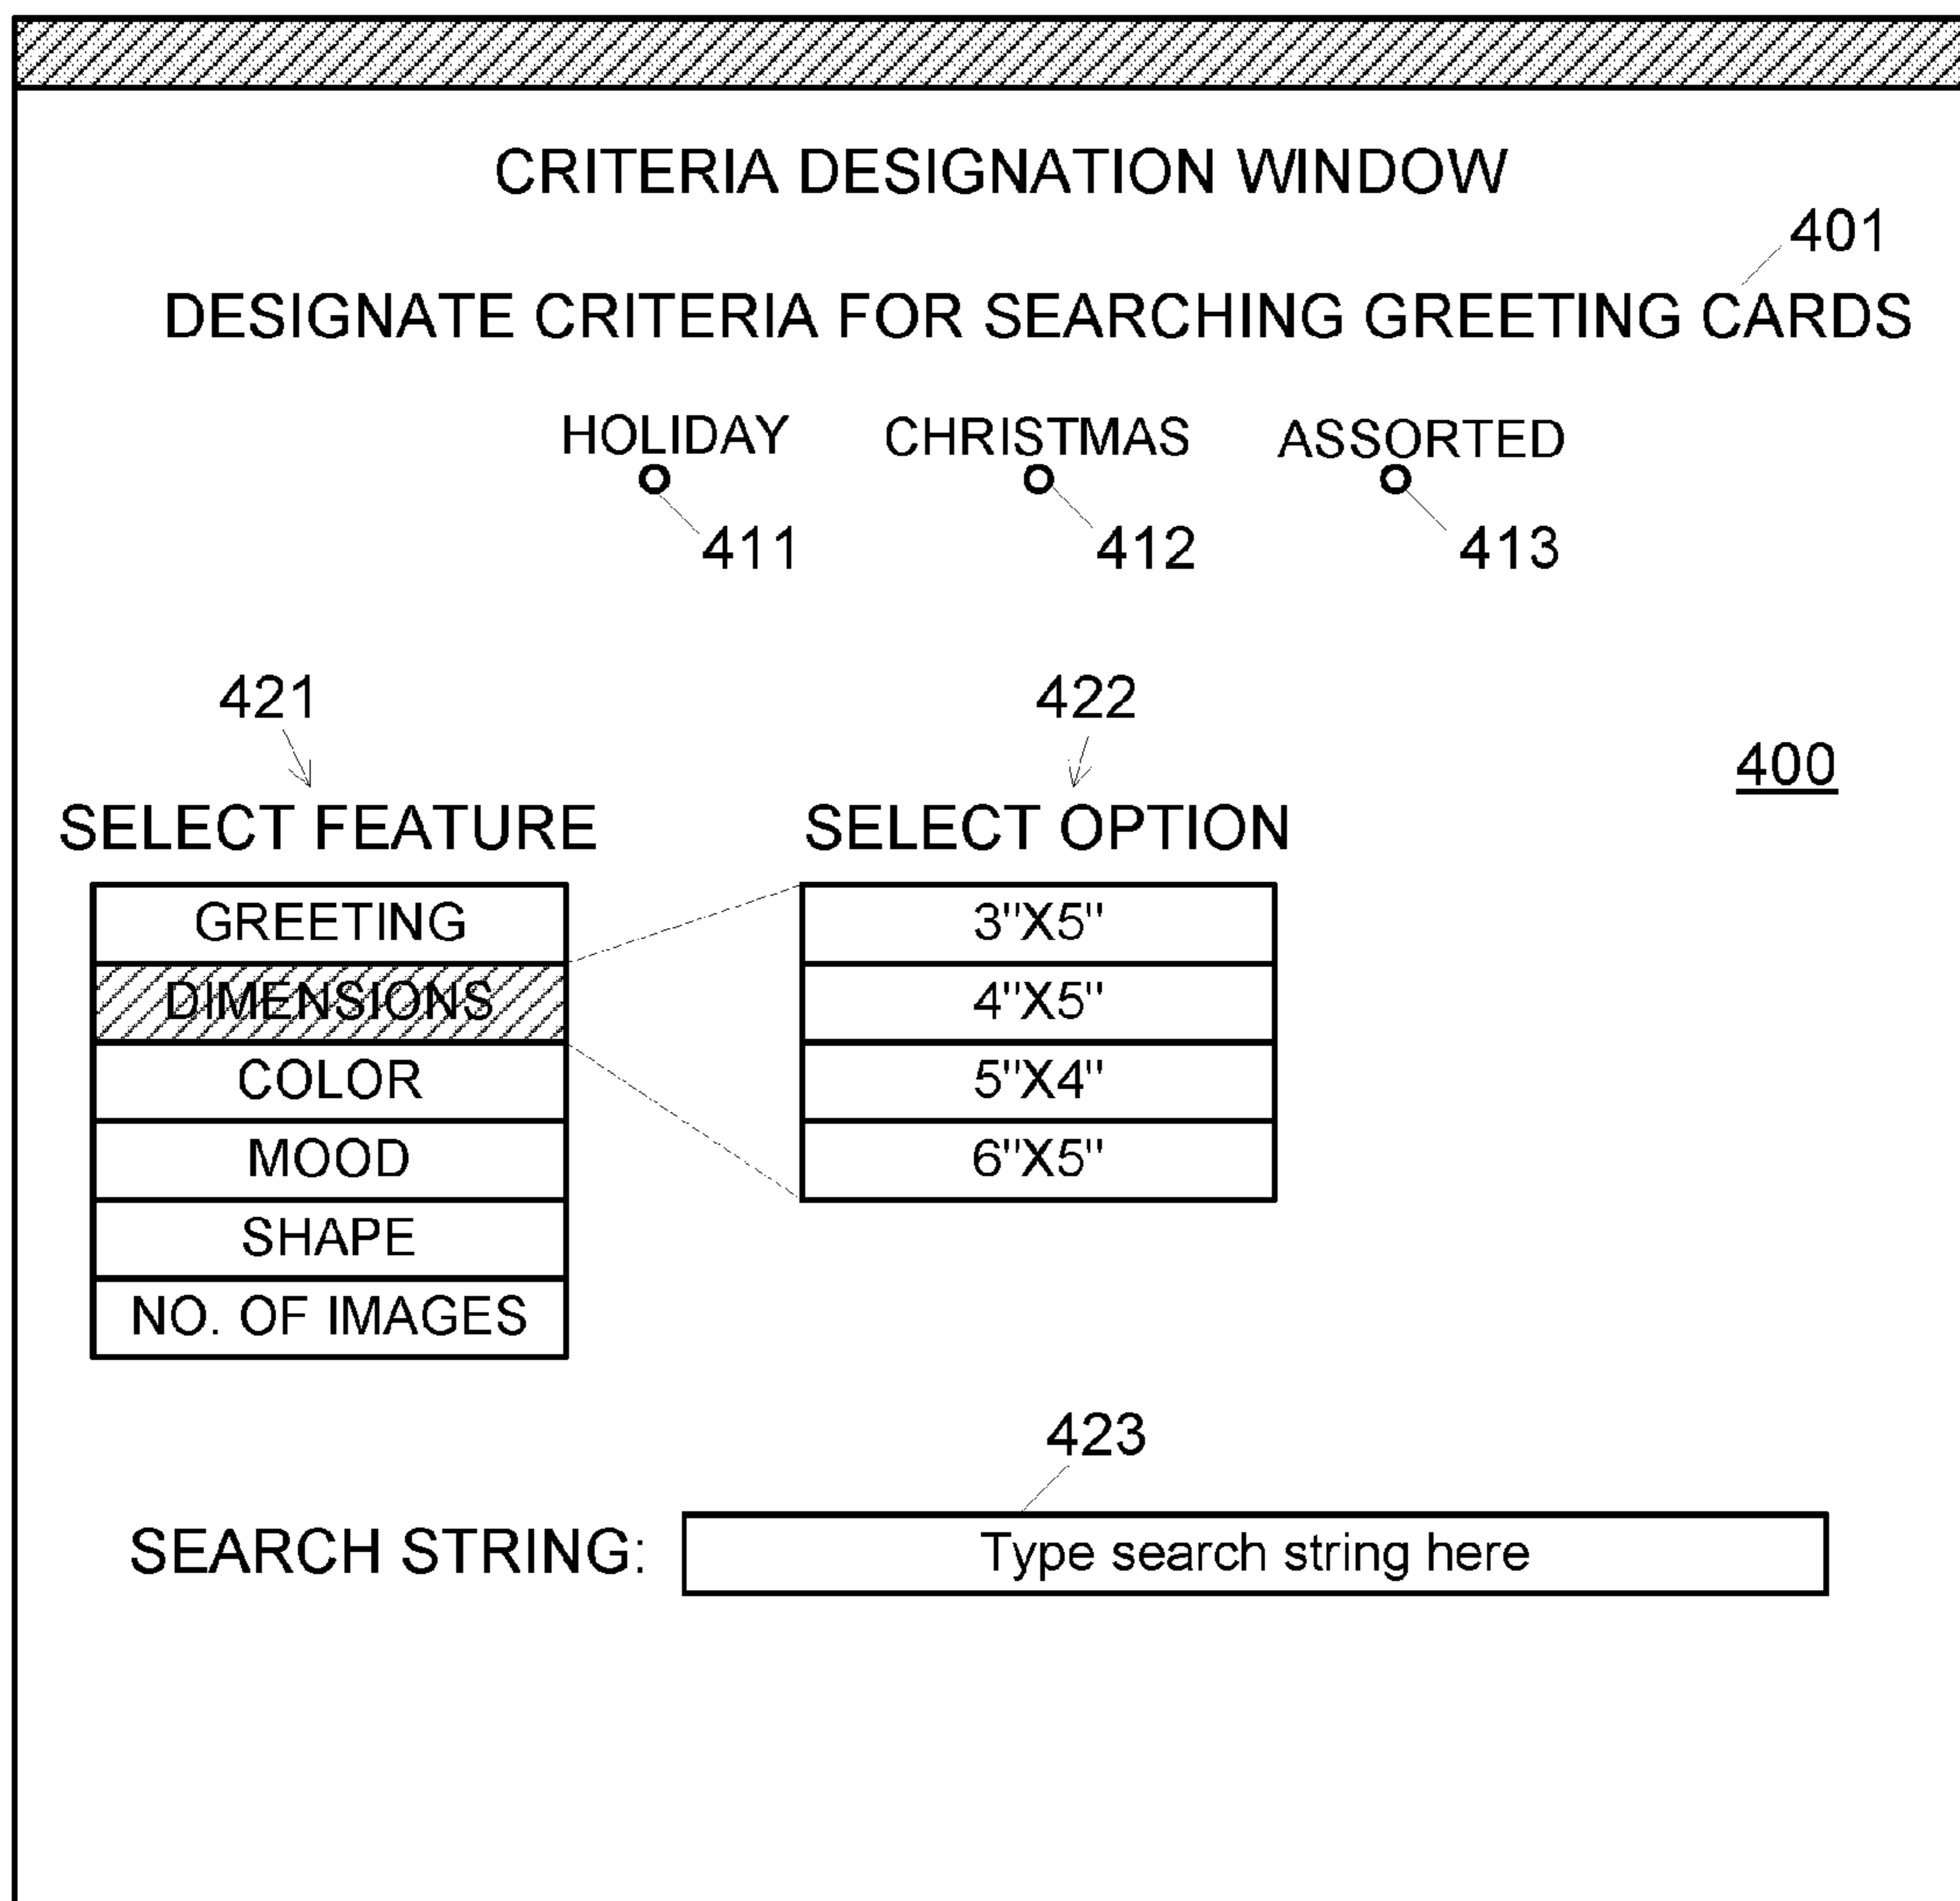 CRITERIA DESIGNATION WINDOW
401
DESIGNATE CRITERIA FOR SEARCHING GREETING CARDS
HOLIDAY CHRISTMAS ASSORTED
411 412 413
421 422
400
SELECT FEATURE SELECT OPTION
GREETING 3"X5"
DIMENSIONS 4"X5"
COLOR 5"X4"
MOOD 6"X5"
SHAPE
NO. OF IMAGES
423
SEARCH STRING: Type search string here